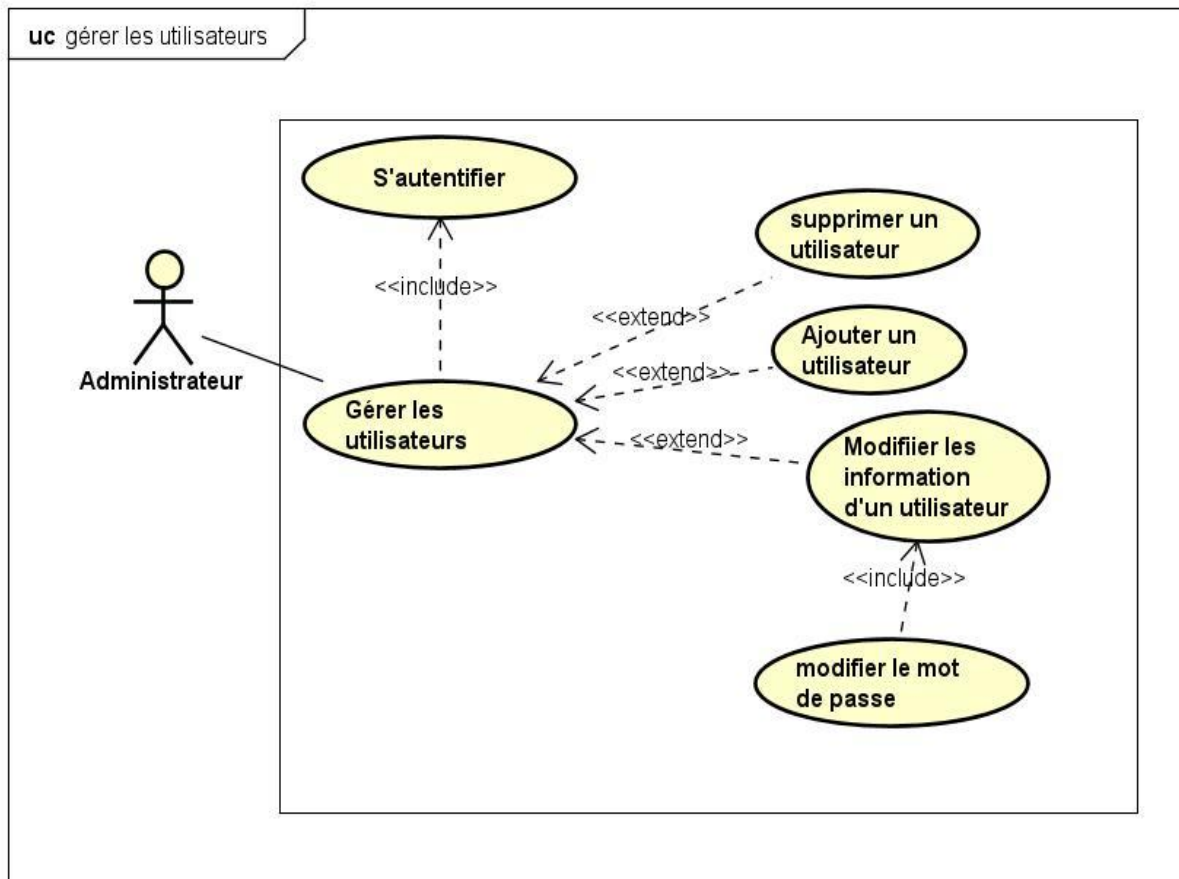 uc gérer les utilisateurs
S'autentifier
supprimer un
utilisateur
<<include>>
<<extend>>
Ajouter un
utilisateur
<<extend>>
Administrateur
Gérer les
utilisateurs
<<extend>>
Modifiier les
information
d'un utilisateur
<<include>>
modifier le mot
de passe